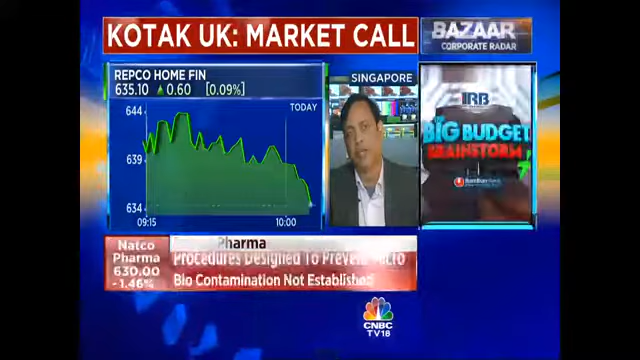 KOTAK UK: MARKET CALL
BAZAAR
CORPORATE RADAR
REPCO HOME FIN
635.10 ▲ 0.60 [0.09%]
TODAY
644
639
634
09:15
10:00
SINGAPORE
IRB
BIG BUDGET
BRAINSTORM
Natco
Pharma
630.00
-1.46%
Pharma
Procedures Designed To Prevent
Bio Contamination Not Established
CNBC
TV18